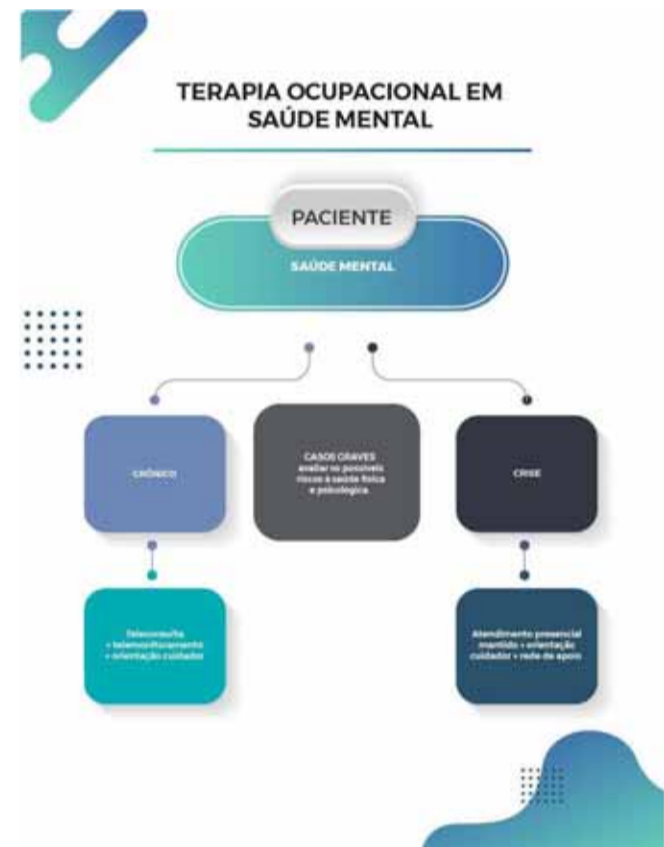 TERAPIA OCUPACIONAL EM
SAÚDE MENTAL
PACIENTE
SAÚDE MENTAL
CRÔNICO
CASOS GRAVES
avaliar os possíveis
riscos à saúde física
e psicológica
CRISE
Teleconsulta
+ telemonitoramento
+ orientação cuidador
Atendimento presencial
mantido + orientação
cuidador + rede de apoio